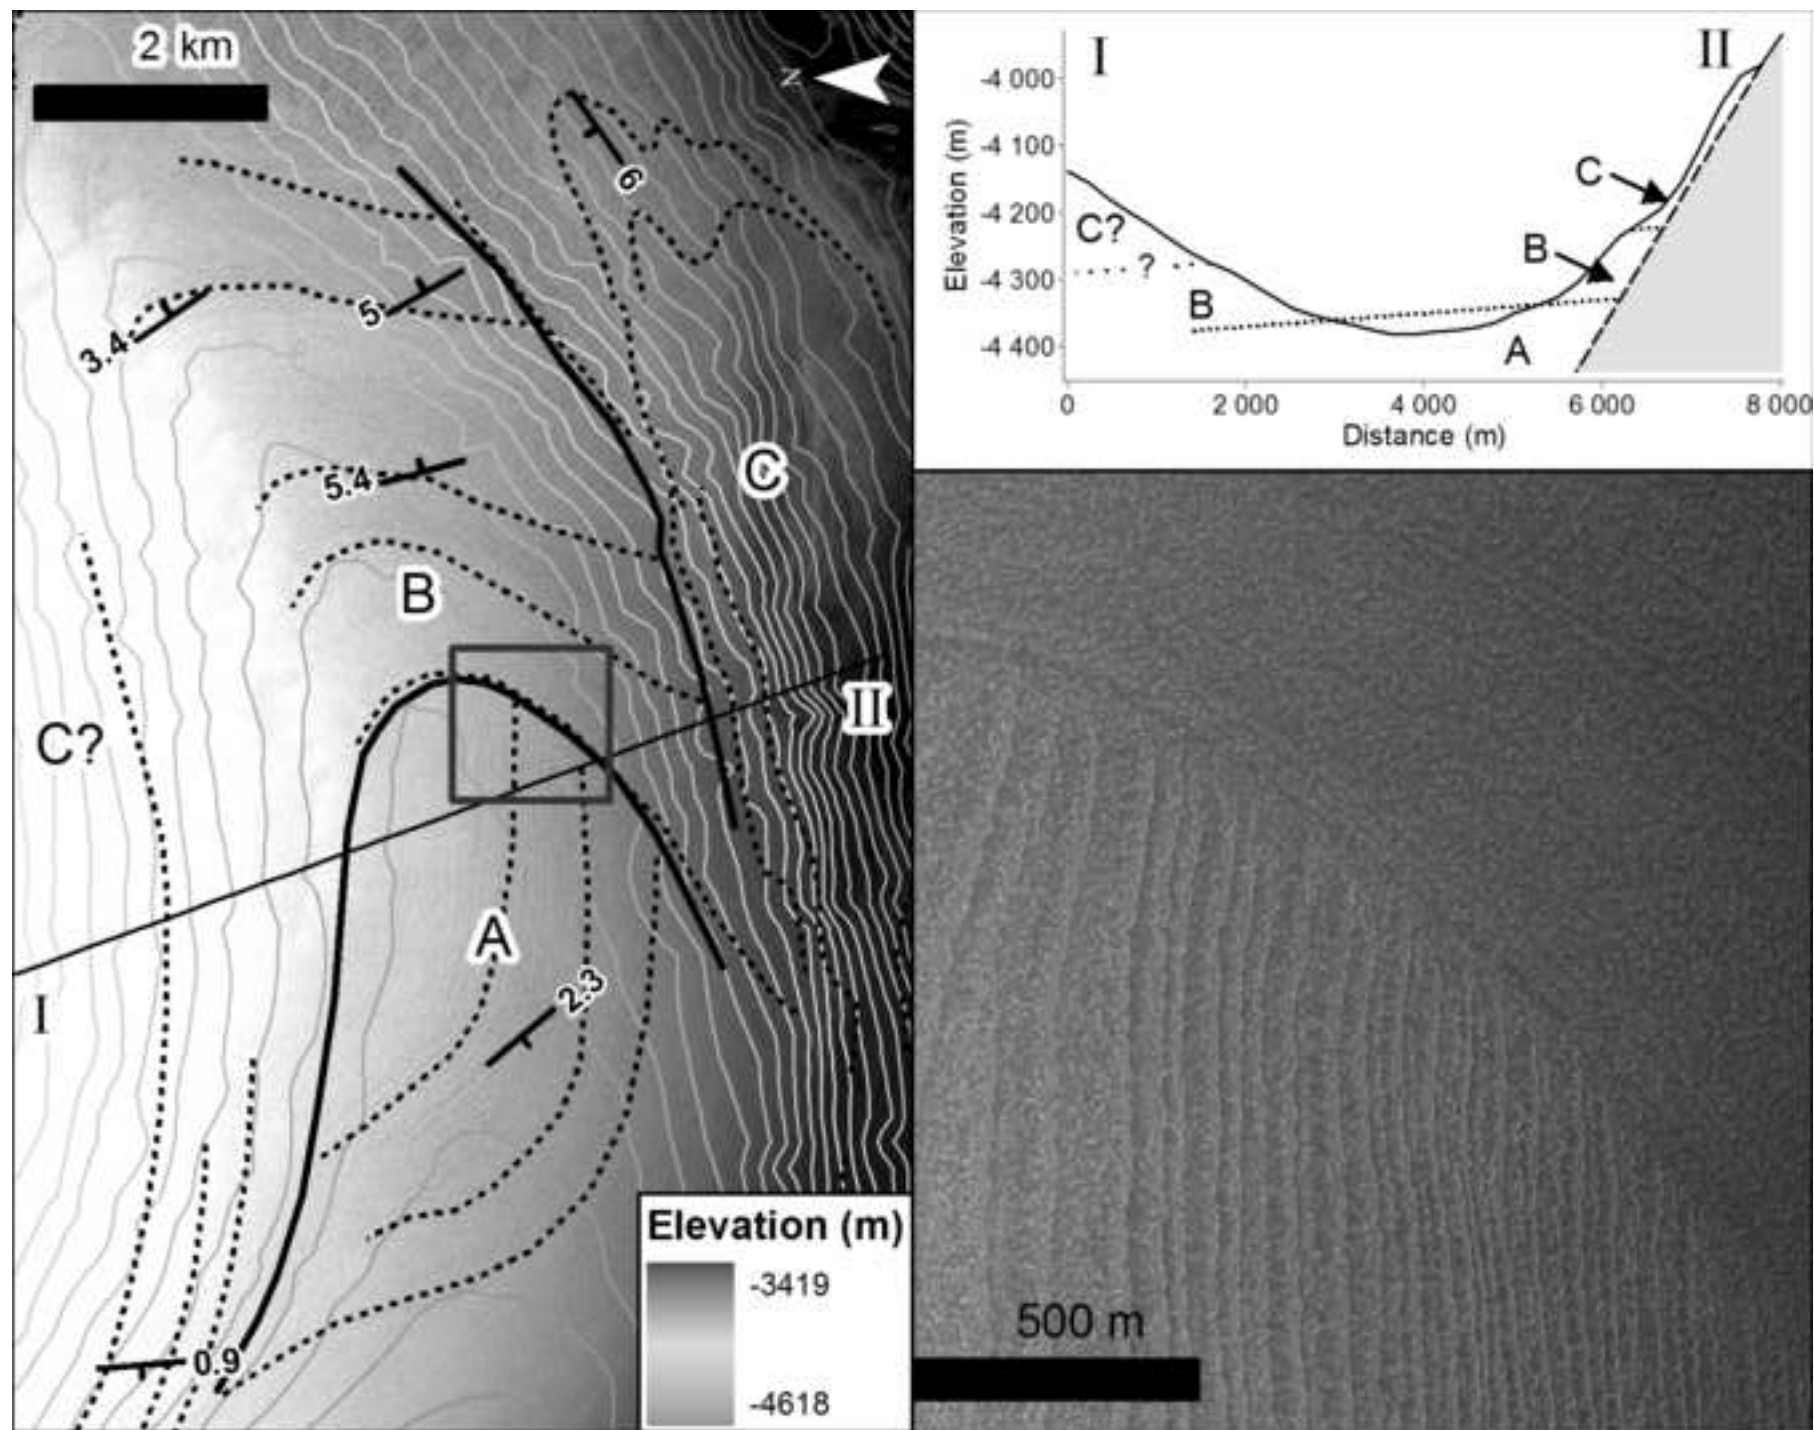 2 km
N
6
5
3.4
5.4
C
B
C?
II
A
2.3
I
0.9
Elevation (m)
-3419
-4618
I
II
Elevation (m)
-4 000
-4 100
-4 200
-4 300
-4 400
C
C?
?
B
B
A
0
2 000
4 000
6 000
8 000
Distance (m)
500 m